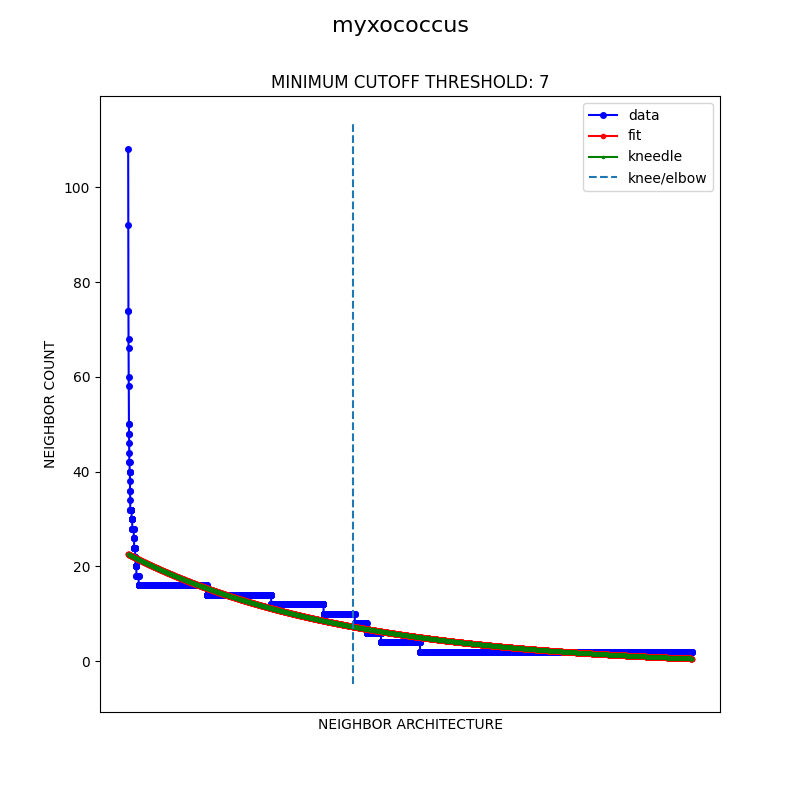 myxococcus
MINIMUM CUTOFF THRESHOLD: 7
data
fit
kneedle
knee/elbow
100
80
60
40
20
0
NEIGHBOR COUNT
NEIGHBOR ARCHITECTURE